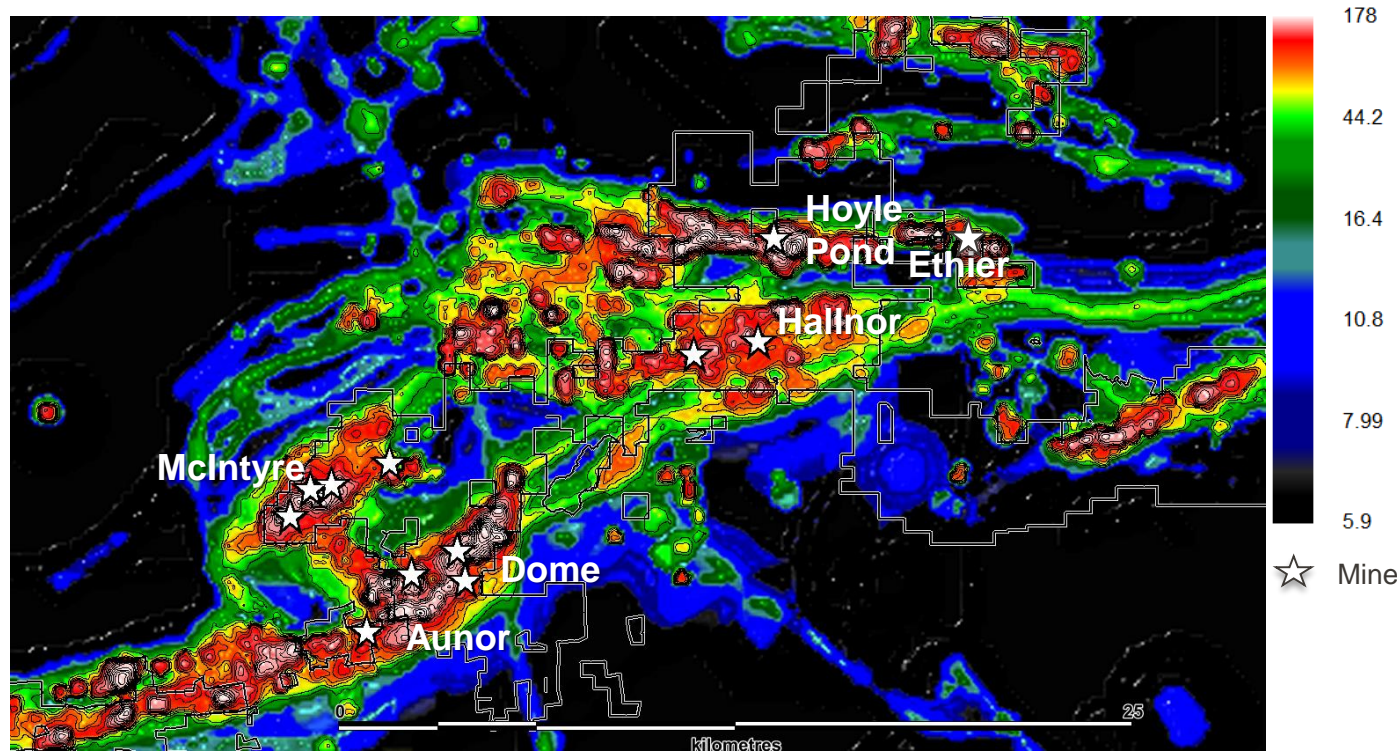 178
44.2
16.4
10.8
7.99
5.9
Mine
Hoyle
Pond
Ethier
Hallnor
McIntyre
Dome
Aunor
0
25
kilometres